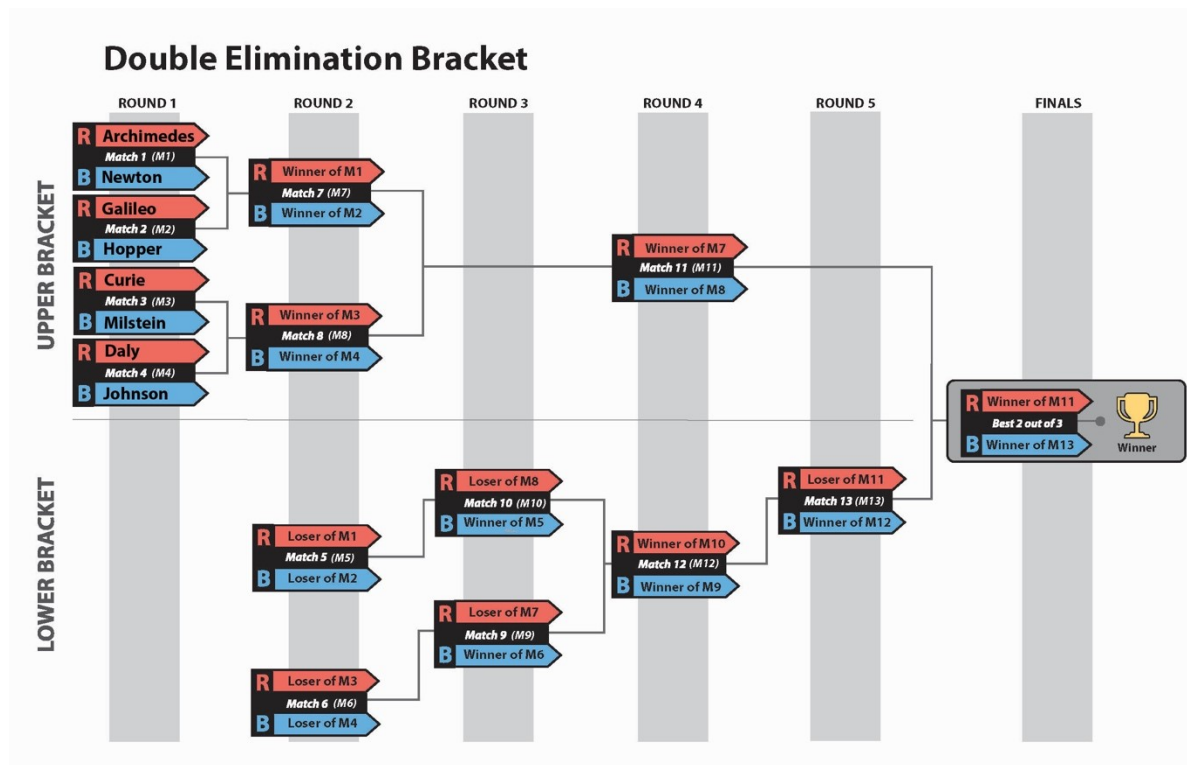 Double Elimination Bracket
ROUND 1
ROUND 2
ROUND 3
ROUND 4
ROUND 5
FINALS
UPPER BRACKET
R Archimedes
Match 1 (M1)
B Newton
R Galileo
Match 2 (M2)
B Hopper
R Curie
Match 3 (M3)
B Milstein
R Daly
Match 4 (M4)
B Johnson
R Winner of M1
Match 7 (M7)
B Winner of M2
R Winner of M3
Match 8 (M8)
B Winner of M4
R Winner of M7
Match 11 (M11)
B Winner of M8
LOWER BRACKET
R Loser of M1
Match 5 (M5)
B Loser of M2
R Loser of M3
Match 6 (M6)
B Loser of M4
R Loser of M8
Match 10 (M10)
B Winner of M5
R Loser of M7
Match 9 (M9)
B Winner of M6
R Winner of M10
Match 12 (M12)
B Winner of M9
R Loser of M11
Match 13 (M13)
B Winner of M12
R Winner of M11
Best 2 out of 3
B Winner of M13
Winner